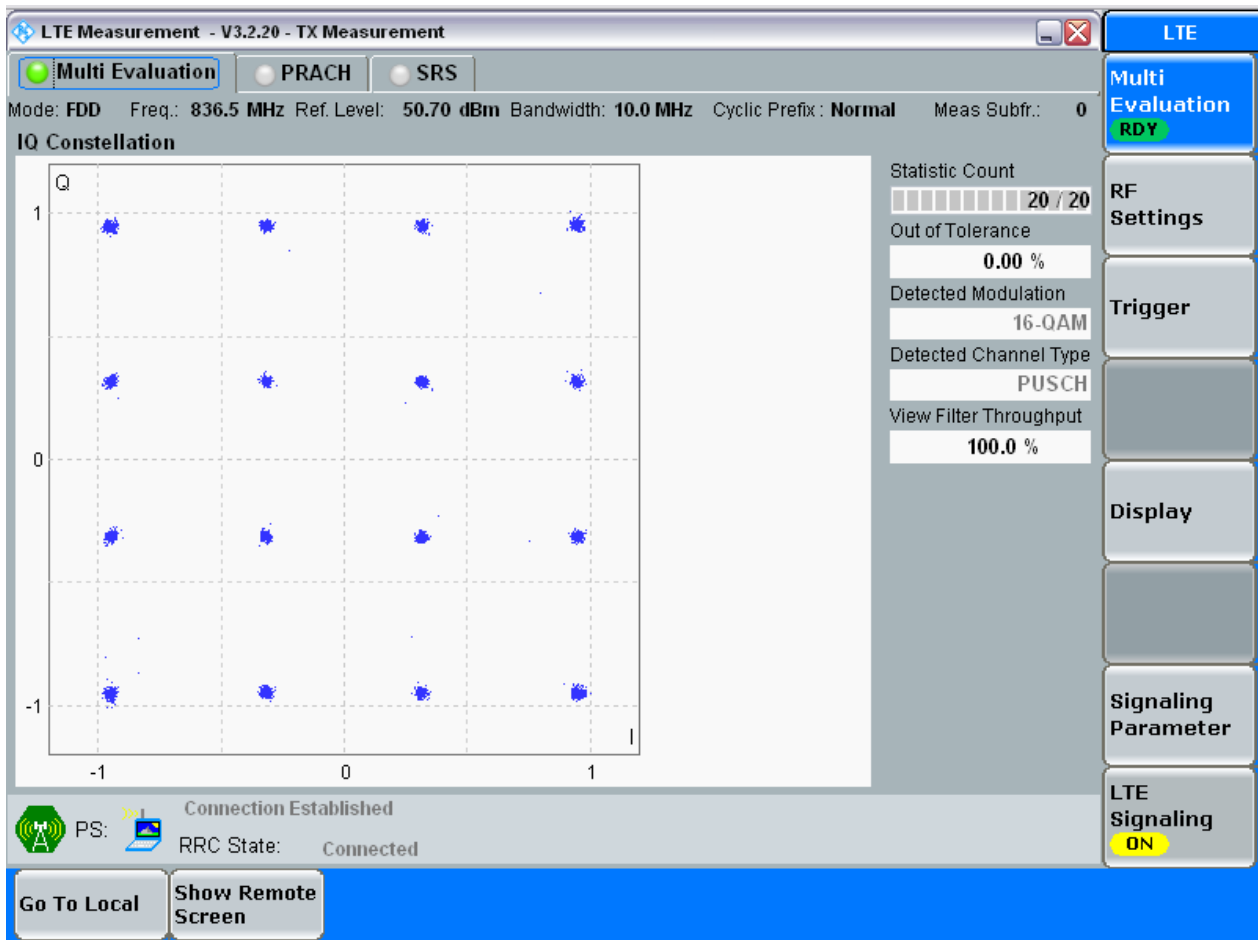 LTE Measurement - V3.2.20 - TX Measurement
LTE
Multi Evaluation PRACH SRS
Mode: FDD Freq.: 836.5 MHz Ref. Level: 50.70 dBm Bandwidth: 10.0 MHz Cyclic Prefix : Normal Meas Subfr.: 0
IQ Constellation
Q
1
0
-1
I
-1 0 1
Statistic Count
20 / 20
Out of Tolerance
0.00 %
Detected Modulation
16-QAM
Detected Channel Type
PUSCH
View Filter Throughput
100.0 %
Multi
Evaluation
RDY
RF
Settings
Trigger
Display
Signaling
Parameter
LTE
Signaling
ON
PS:
Connection Established
RRC State: Connected
Go To Local
Show Remote
Screen